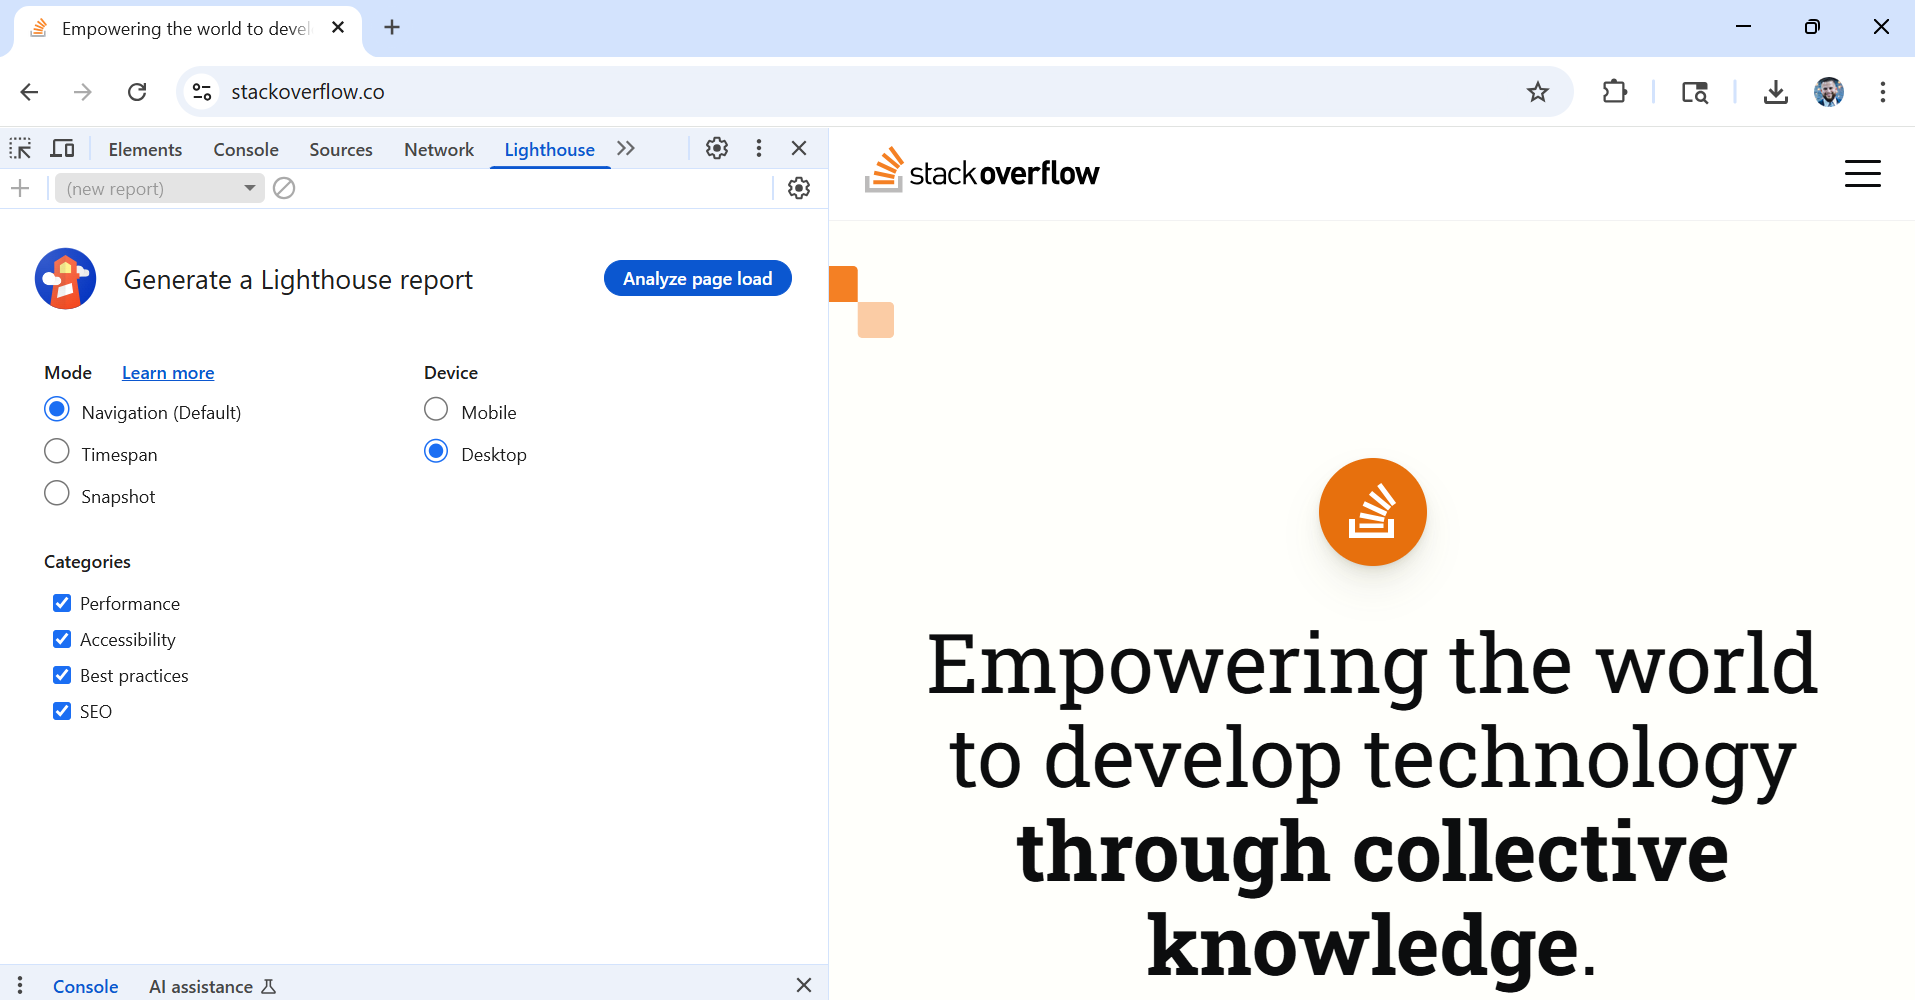 Empowering the world to devel
stackoverflow.co
Elements Console Sources Network Lighthouse
(new report)
Generate a Lighthouse report
Analyze page load
Mode Learn more
Navigation (Default)
Timespan
Snapshot
Device
Mobile
Desktop
Categories
Performance
Accessibility
Best practices
SEO
Console AI assistance
stackoverflow
Empowering the world
to develop technology
through collective
knowledge.